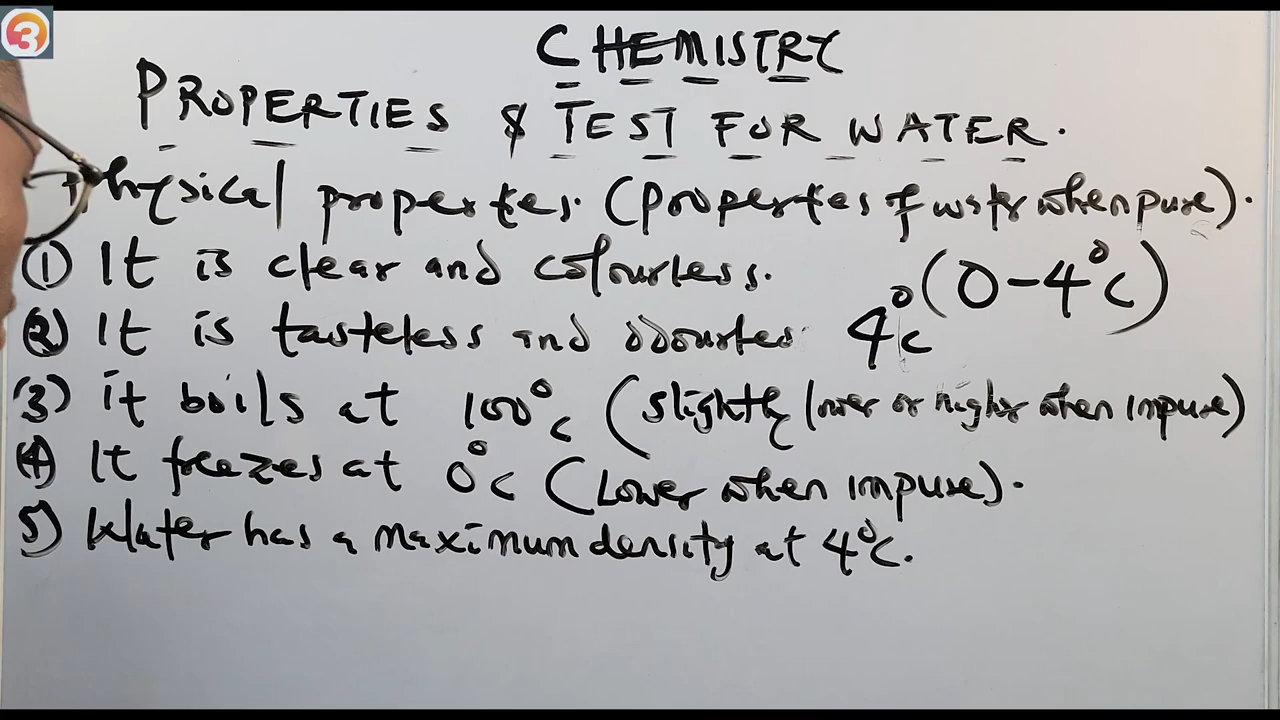 3
CHEMISTRY
PROPERTIES & TEST FOR WATER.
Physical properties. (Properties of water when pure).
① It is clear and colourless.
(0-4°c)
② It is tasteless and odourles
4°c
(3) it boils at 100°c (slightly lower or higher when impure)
(4) It freezes at 0°c (Lower when impure).
5) Water has a maximum density at 4°c.